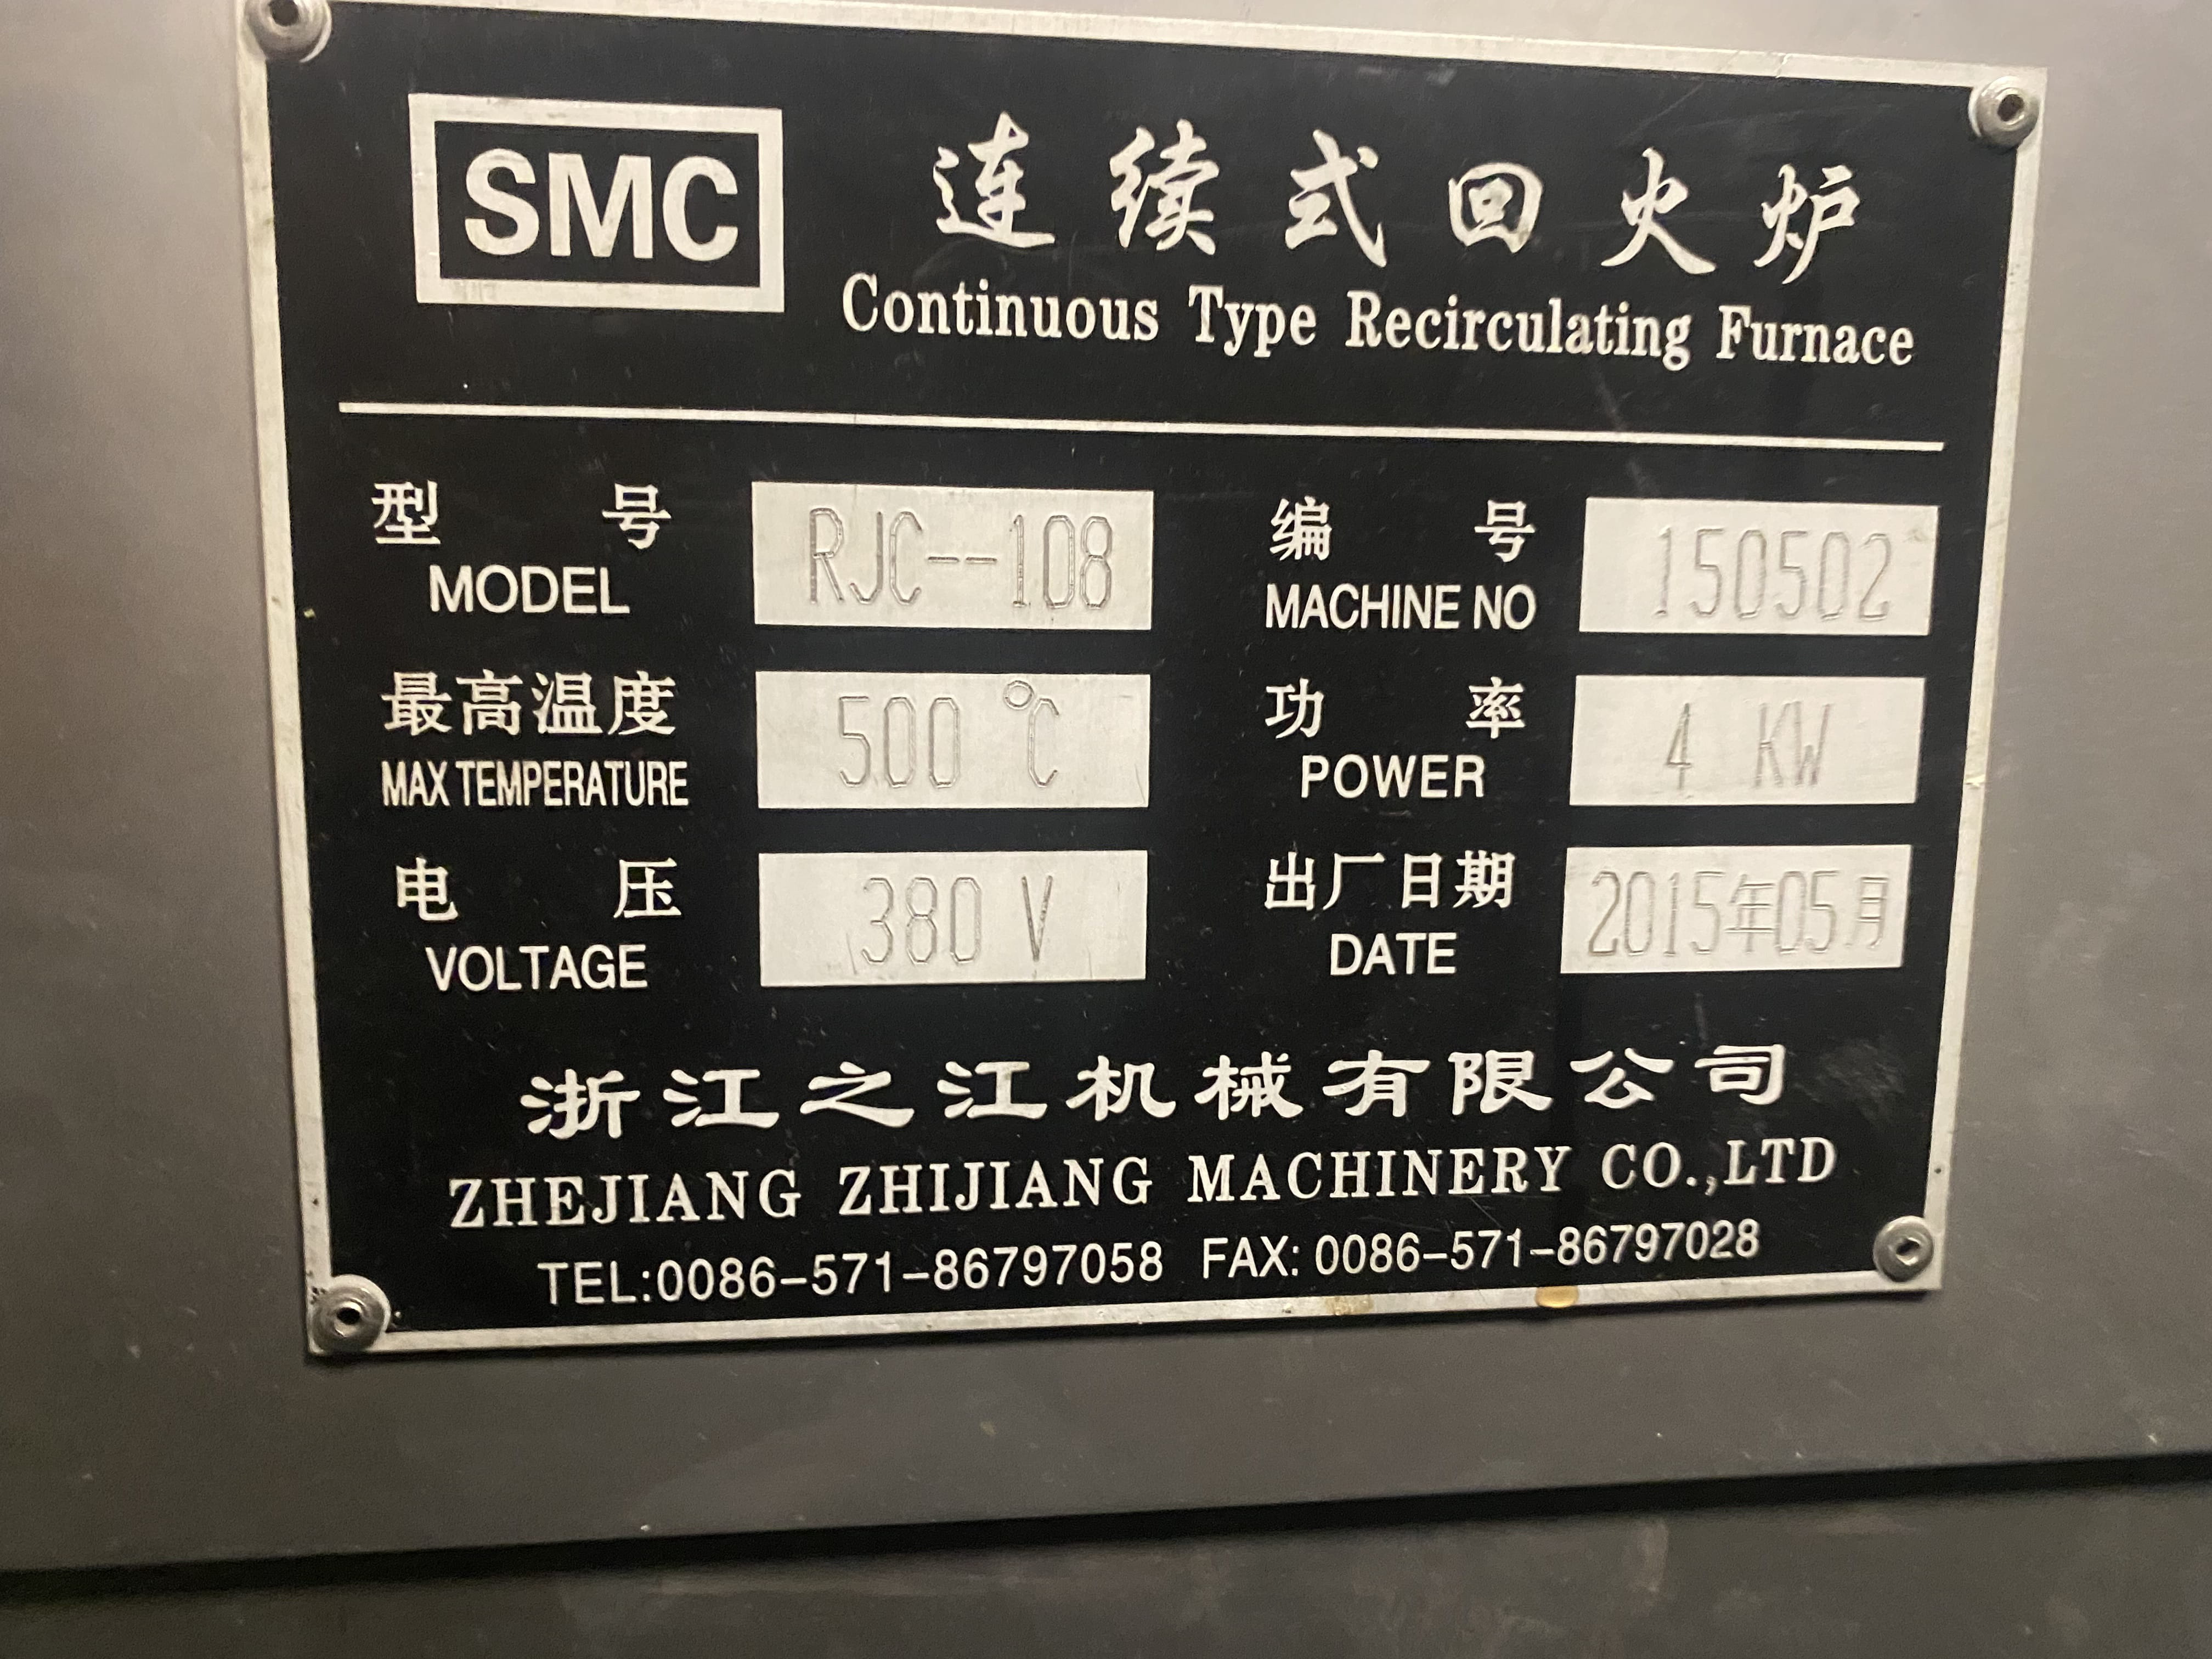 SMC
连续式回火炉
Continuous Type Recirculating Furnace
型号 RJC--108 编号 150502
MODEL MACHINE NO
最高温度 500 ℃ 功率 4 KW
MAX TEMPERATURE POWER
电压 380 V 出厂日期 2015年05月
VOLTAGE DATE
浙江之江机械有限公司
ZHEJIANG ZHIJIANG MACHINERY CO.,LTD
TEL:0086-571-86797058 FAX: 0086-571-86797028